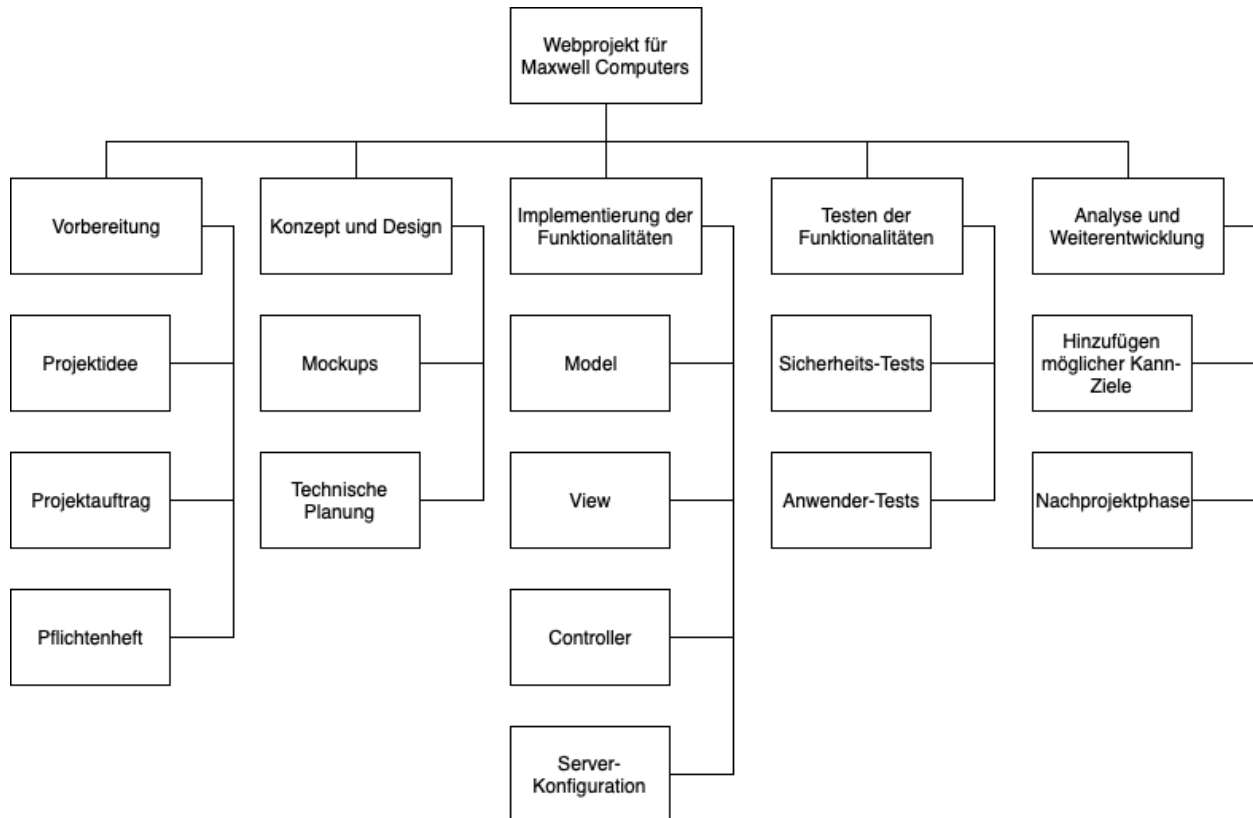 Webprojekt für
Maxwell Computers
Vorbereitung
Konzept und Design
Implementierung der
Funktionalitäten
Testen der
Funktionalitäten
Analyse und
Weiterentwicklung
Projektidee
Mockups
Model
Sicherheits-Tests
Hinzufügen
möglicher Kann-
Ziele
Projektauftrag
Technische
Planung
View
Anwender-Tests
Nachprojektphase
Pflichtenheft
Controller
Server-
Konfiguration